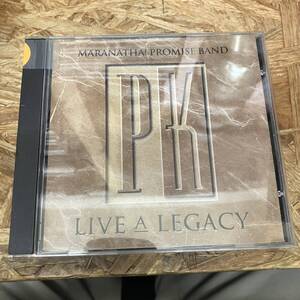 MARANATHA! PROMISE BAND
PK
LIVE A LEGACY